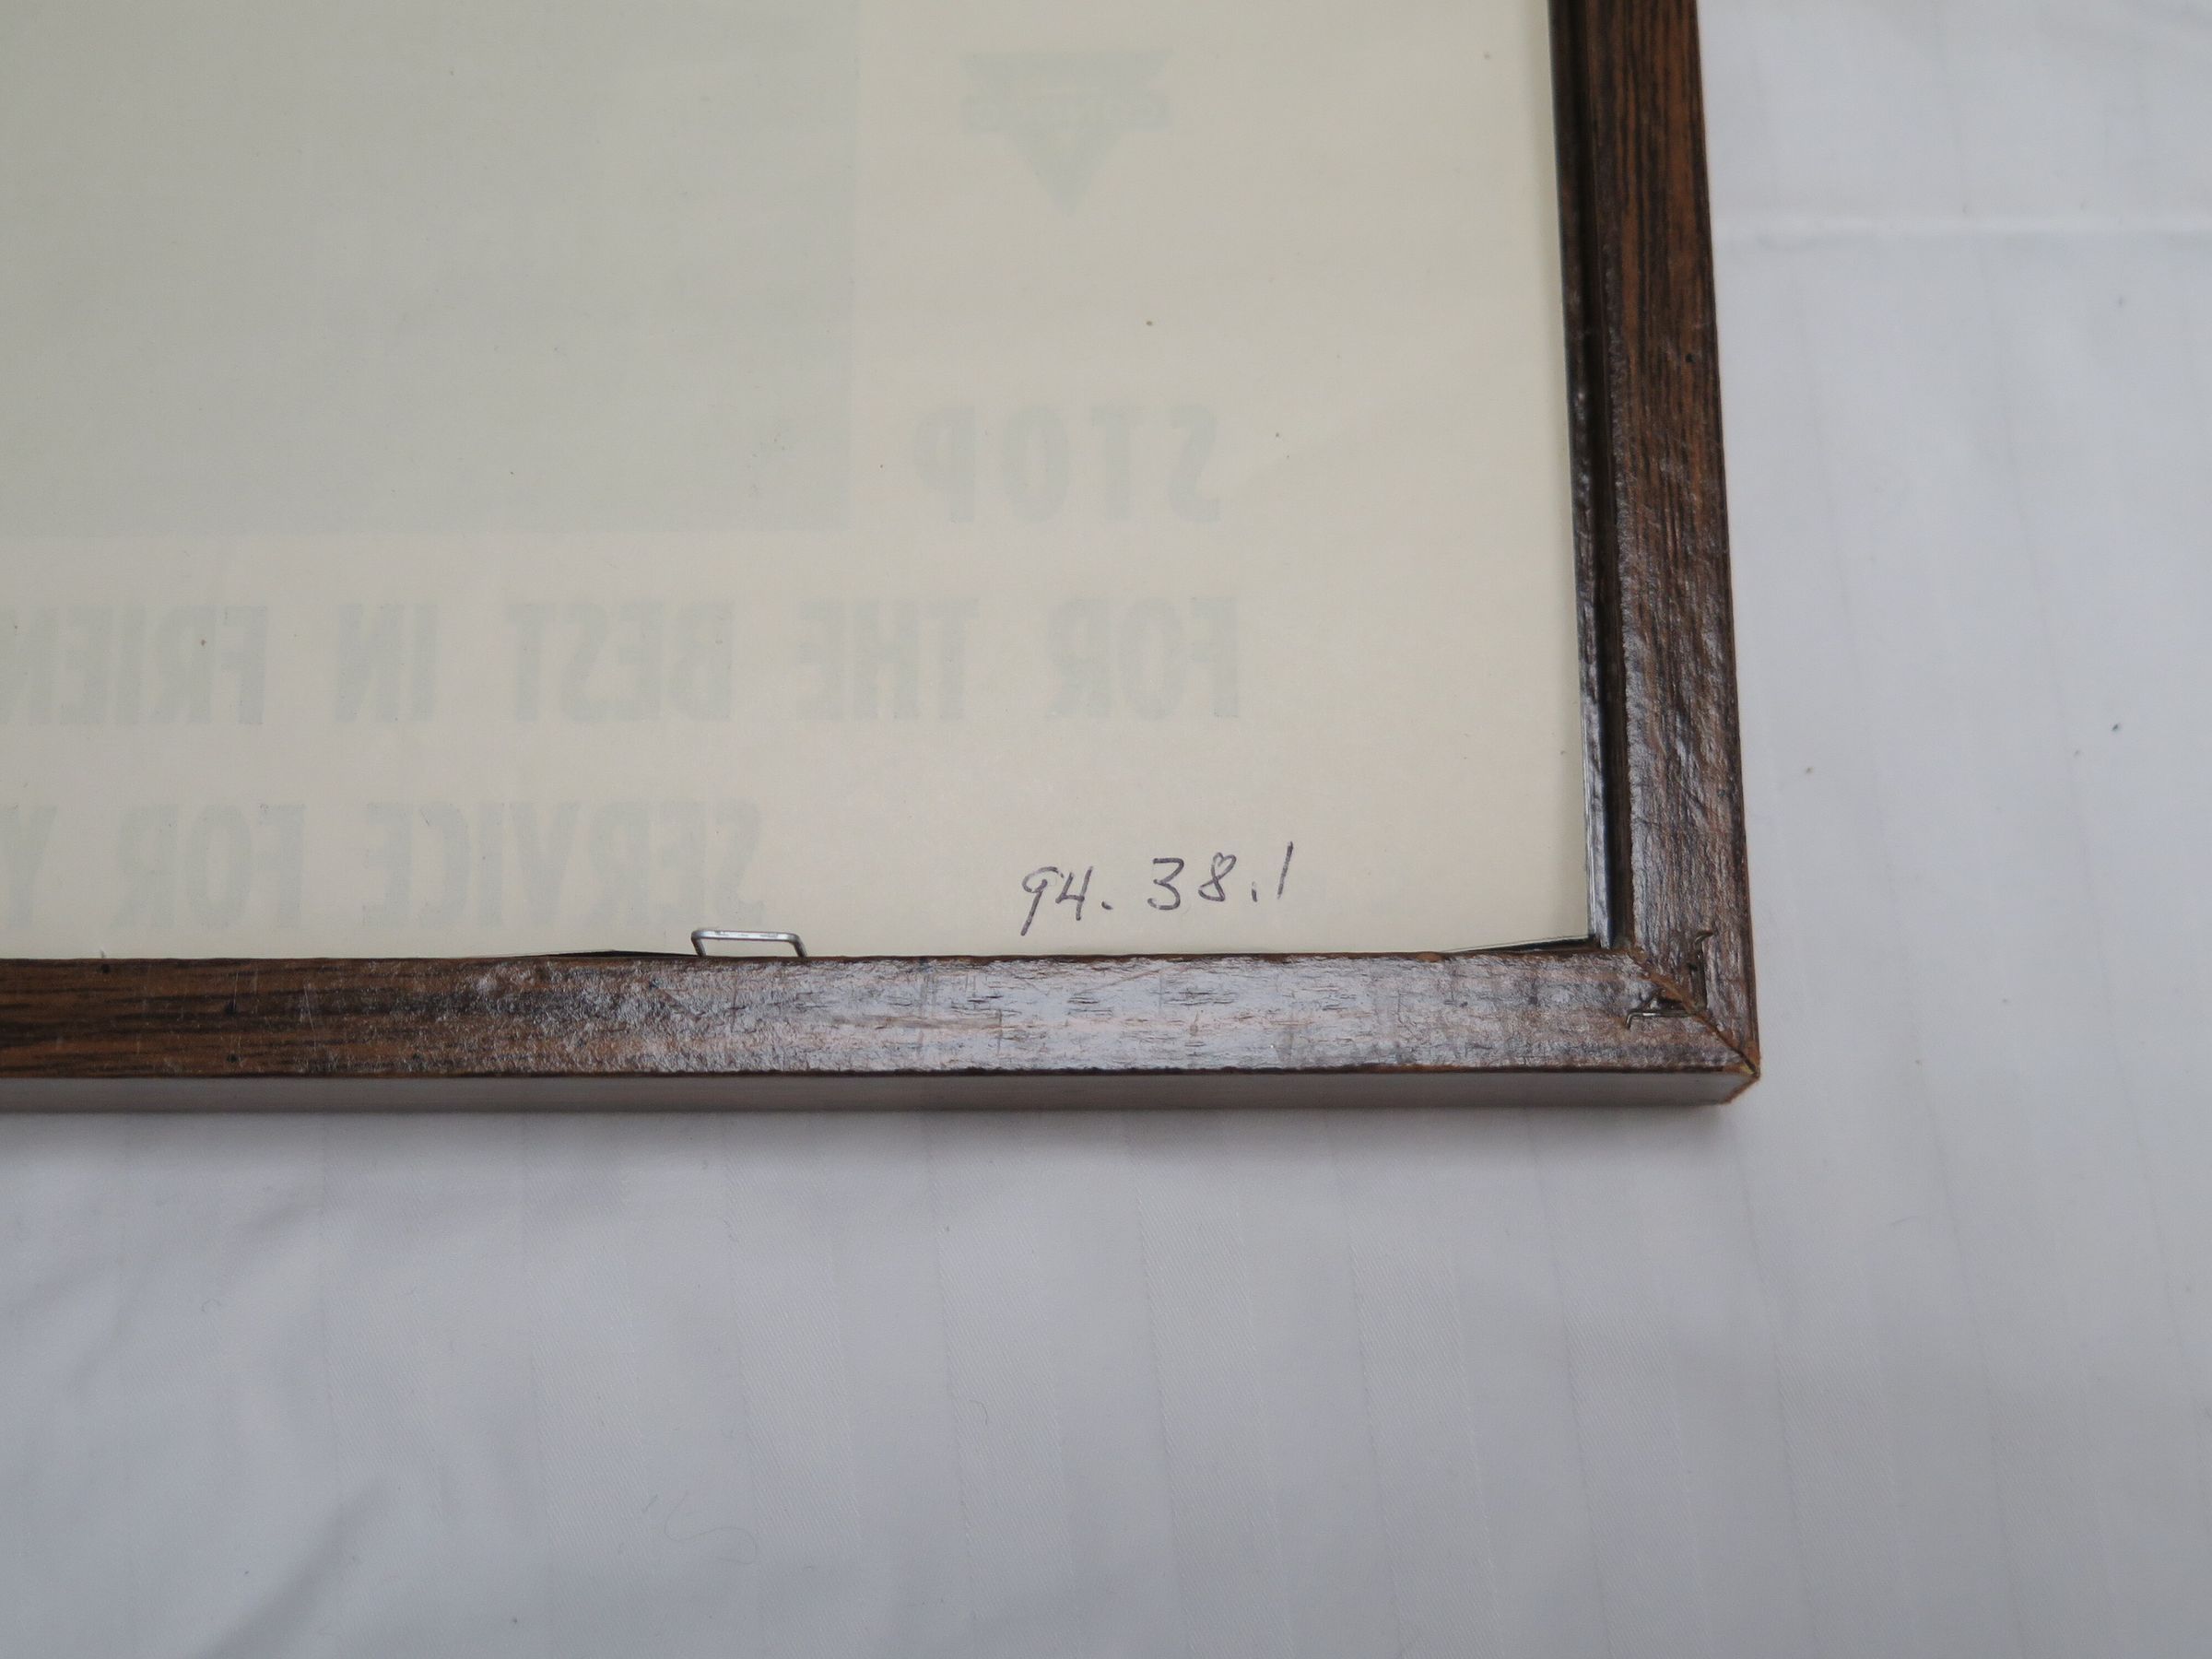 STOP
FOR THE BEST IN FRIEN
SERVICE FOR Y
94.38.1